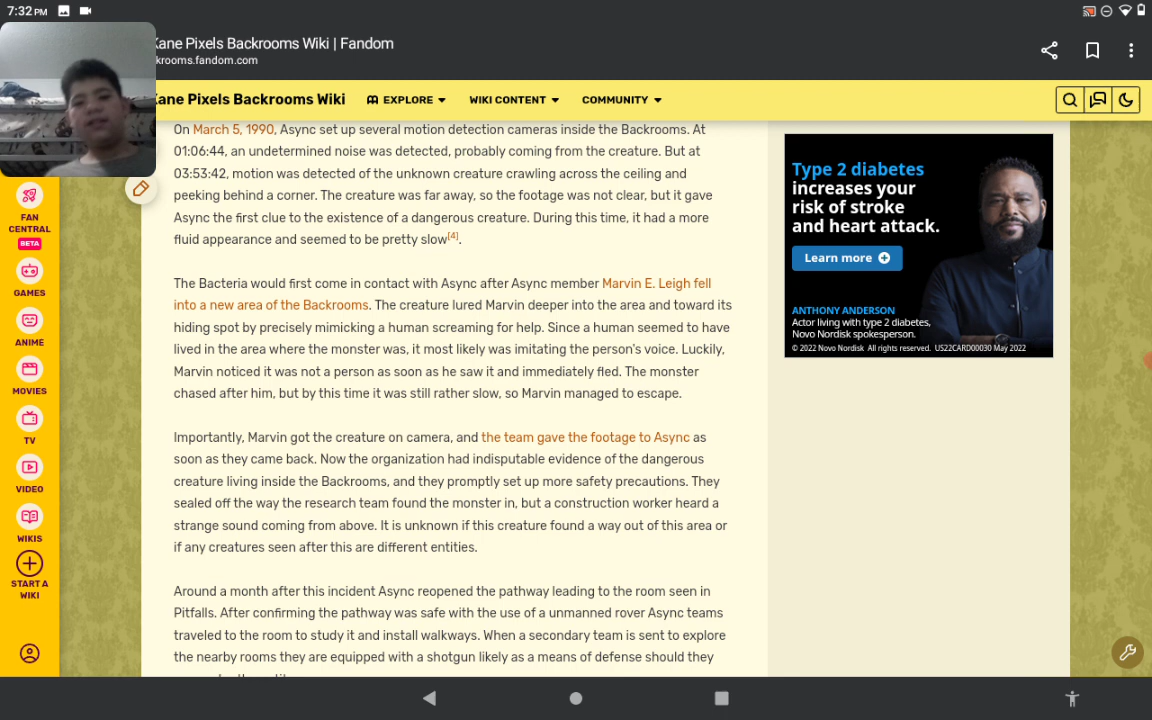 7:32 PM
Kane Pixels Backrooms Wiki | Fandom
krooms.fandom.com
Kane Pixels Backrooms Wiki
EXPLORE
WIKI CONTENT
COMMUNITY
FAN
CENTRAL
BETA
GAMES
ANIME
MOVIES
TV
VIDEO
WIKIS
START A
WIKI
On March 5, 1990, Async set up several motion detection cameras inside the Backrooms. At
01:06:44, an undetermined noise was detected, probably coming from the creature. But at
03:53:42, motion was detected of the unknown creature crawling across the ceiling and
peeking behind a corner. The creature was far away, so the footage was not clear, but it gave
Async the first clue to the existence of a dangerous creature. During this time, it had a more
fluid appearance and seemed to be pretty slow[4].
The Bacteria would first come in contact with Async after Async member Marvin E. Leigh fell
into a new area of the Backrooms. The creature lured Marvin deeper into the area and toward its
hiding spot by precisely mimicking a human screaming for help. Since a human seemed to have
lived in the area where the monster was, it most likely was imitating the person's voice. Luckily,
Marvin noticed it was not a person as soon as he saw it and immediately fled. The monster
chased after him, but by this time it was still rather slow, so Marvin managed to escape.
Importantly, Marvin got the creature on camera, and the team gave the footage to Async as
soon as they came back. Now the organization had indisputable evidence of the dangerous
creature living inside the Backrooms, and they promptly set up more safety precautions. They
sealed off the way the research team found the monster in, but a construction worker heard a
strange sound coming from above. It is unknown if this creature found a way out of this area or
if any creatures seen after this are different entities.
Around a month after this incident Async reopened the pathway leading to the room seen in
Pitfalls. After confirming the pathway was safe with the use of a unmanned rover Async teams
traveled to the room to study it and install walkways. When a secondary team is sent to explore
the nearby rooms they are equipped with a shotgun likely as a means of defense should they
Type 2 diabetes
increases your
risk of stroke
and heart attack.
Learn more
ANTHONY ANDERSON
Actor living with type 2 diabetes,
Novo Nordisk spokesperson.
© 2022 Novo Nordisk All rights reserved. US22CARD00030 May 2022